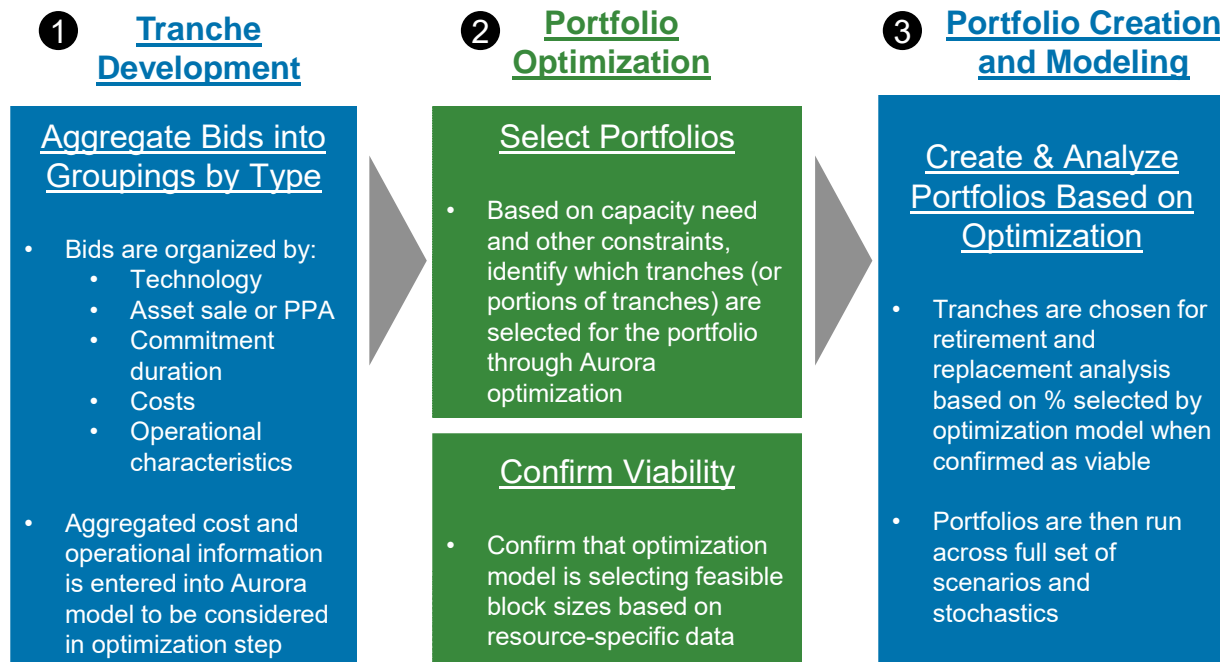 1
Tranche
Development
Aggregate Bids into
Groupings by Type
• Bids are organized by:
• Technology
• Asset sale or PPA
• Commitment
duration
• Costs
• Operational
characteristics
• Aggregated cost and
operational information
is entered into Aurora
model to be considered
in optimization step
2
Portfolio
Optimization
Select Portfolios
• Based on capacity need
and other constraints,
identify which tranches (or
portions of tranches) are
selected for the portfolio
through Aurora
optimization
Confirm Viability
• Confirm that optimization
model is selecting feasible
block sizes based on
resource-specific data
3
Portfolio Creation
and Modeling
Create & Analyze
Portfolios Based on
Optimization
• Tranches are chosen for
retirement and
replacement analysis
based on % selected by
optimization model when
confirmed as viable
• Portfolios are then run
across full set of
scenarios and
stochastics